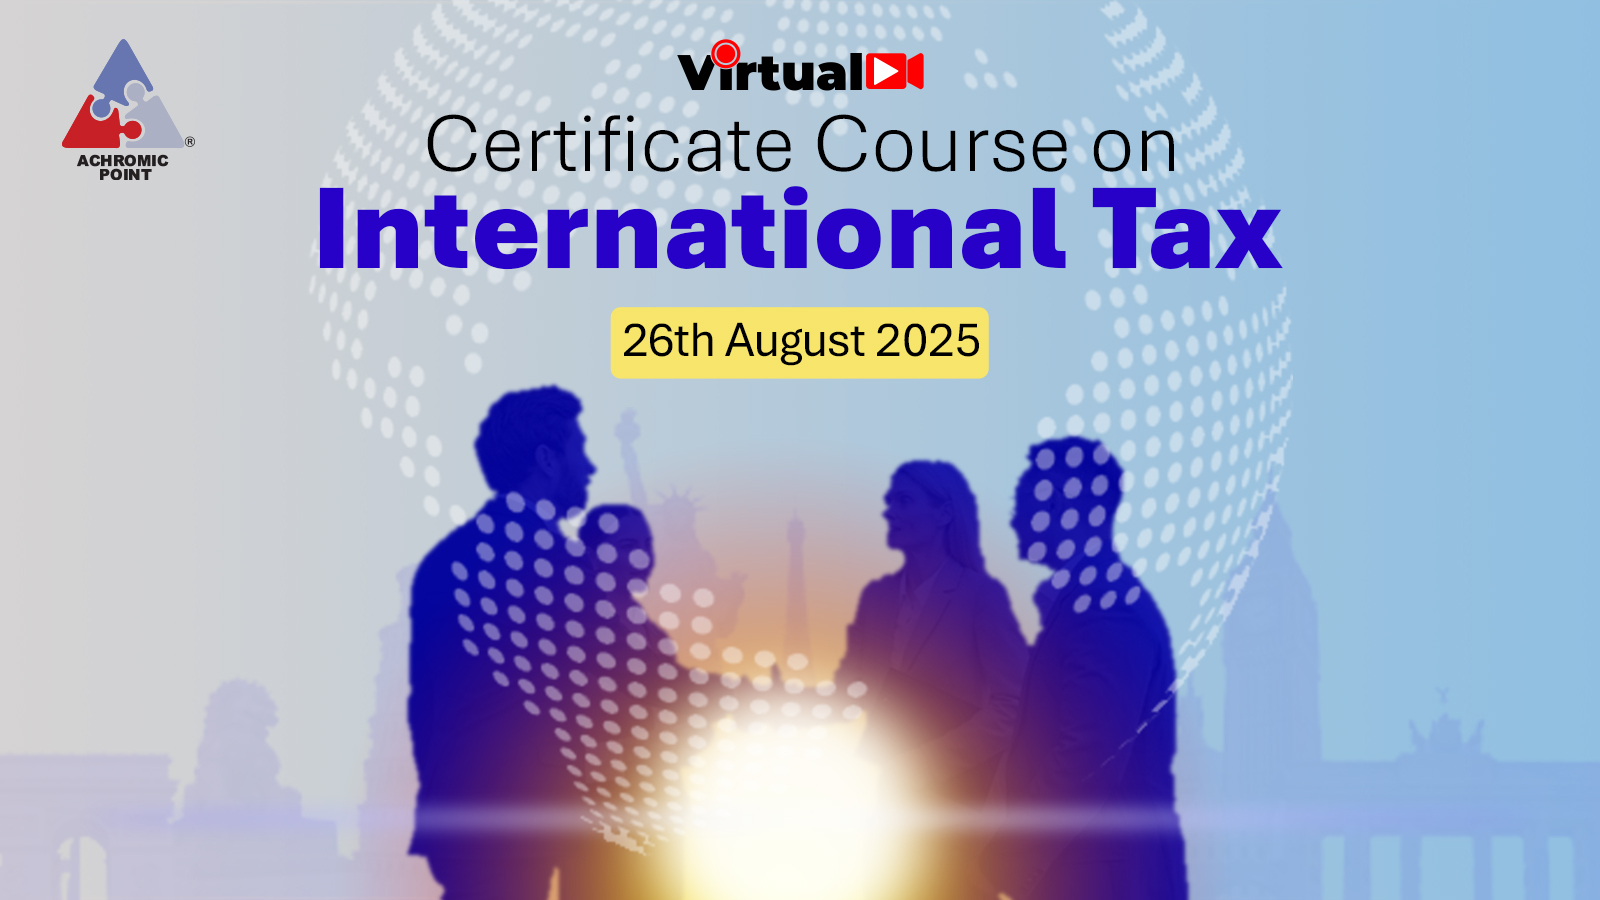 ACHROMIC
POINT
®
Virtual
Certificate Course on
International Tax
26th August 2025